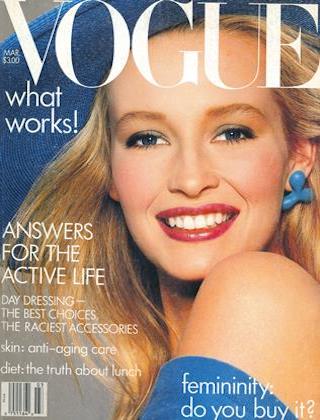 VOGUE
MAR.
$3.00
what
works!
ANSWERS
FOR THE
ACTIVE LIFE
DAY DRESSING—
THE BEST CHOICES,
THE RACIEST ACCESSORIES
skin: anti-aging care
diet: the truth about lunch
femininity:
do you buy it?